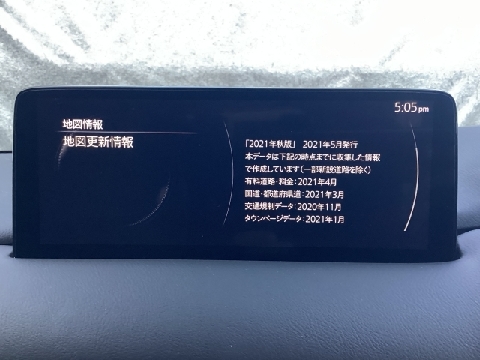 5:05pm
地図情報
地図更新情報
「2021年秋版」 2021年5月発行
本データは下記の時点までに収集した情報
で作成しています(一部新設道路を除く)
有料道路・料金:2021年4月
国道・都道府県道:2021年3月
交通規制データ:2020年11月
タウンページデータ:2021年1月